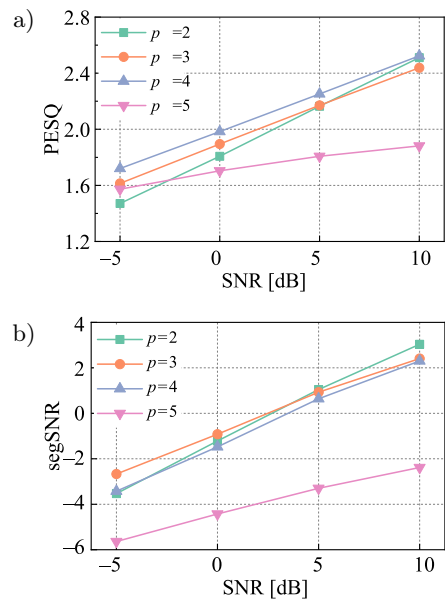 a)
2.8
2.4
2.0
1.6
1.2
PESQ
p =2
p =3
p =4
p =5
−5
0
5
10
SNR [dB]
b)
4
2
0
−2
−4
−6
segSNR
p=2
p=3
p=4
p=5
−5
0
5
10
SNR [dB]